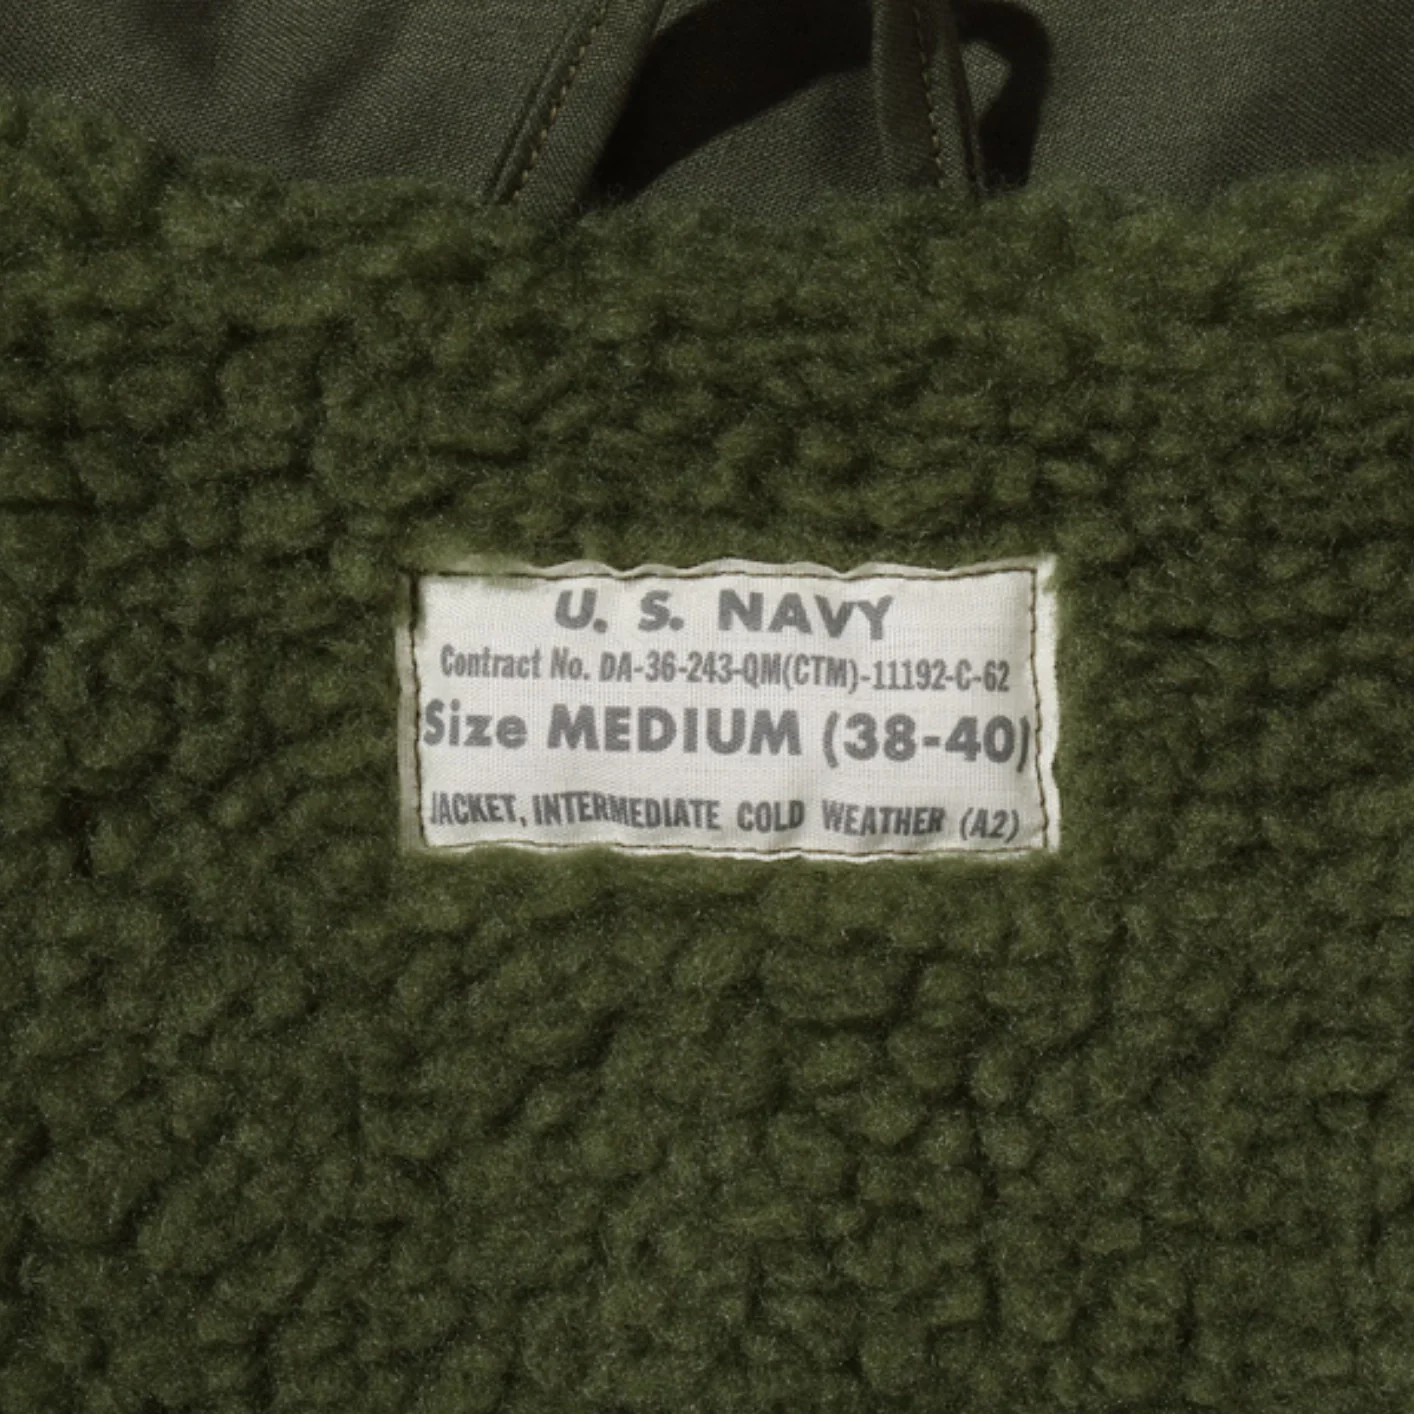 U. S. NAVY
Contract No. DA-36-243-QM(CTM)-11192-C-62
Size MEDIUM (38-40)
JACKET, INTERMEDIATE COLD WEATHER (A2)